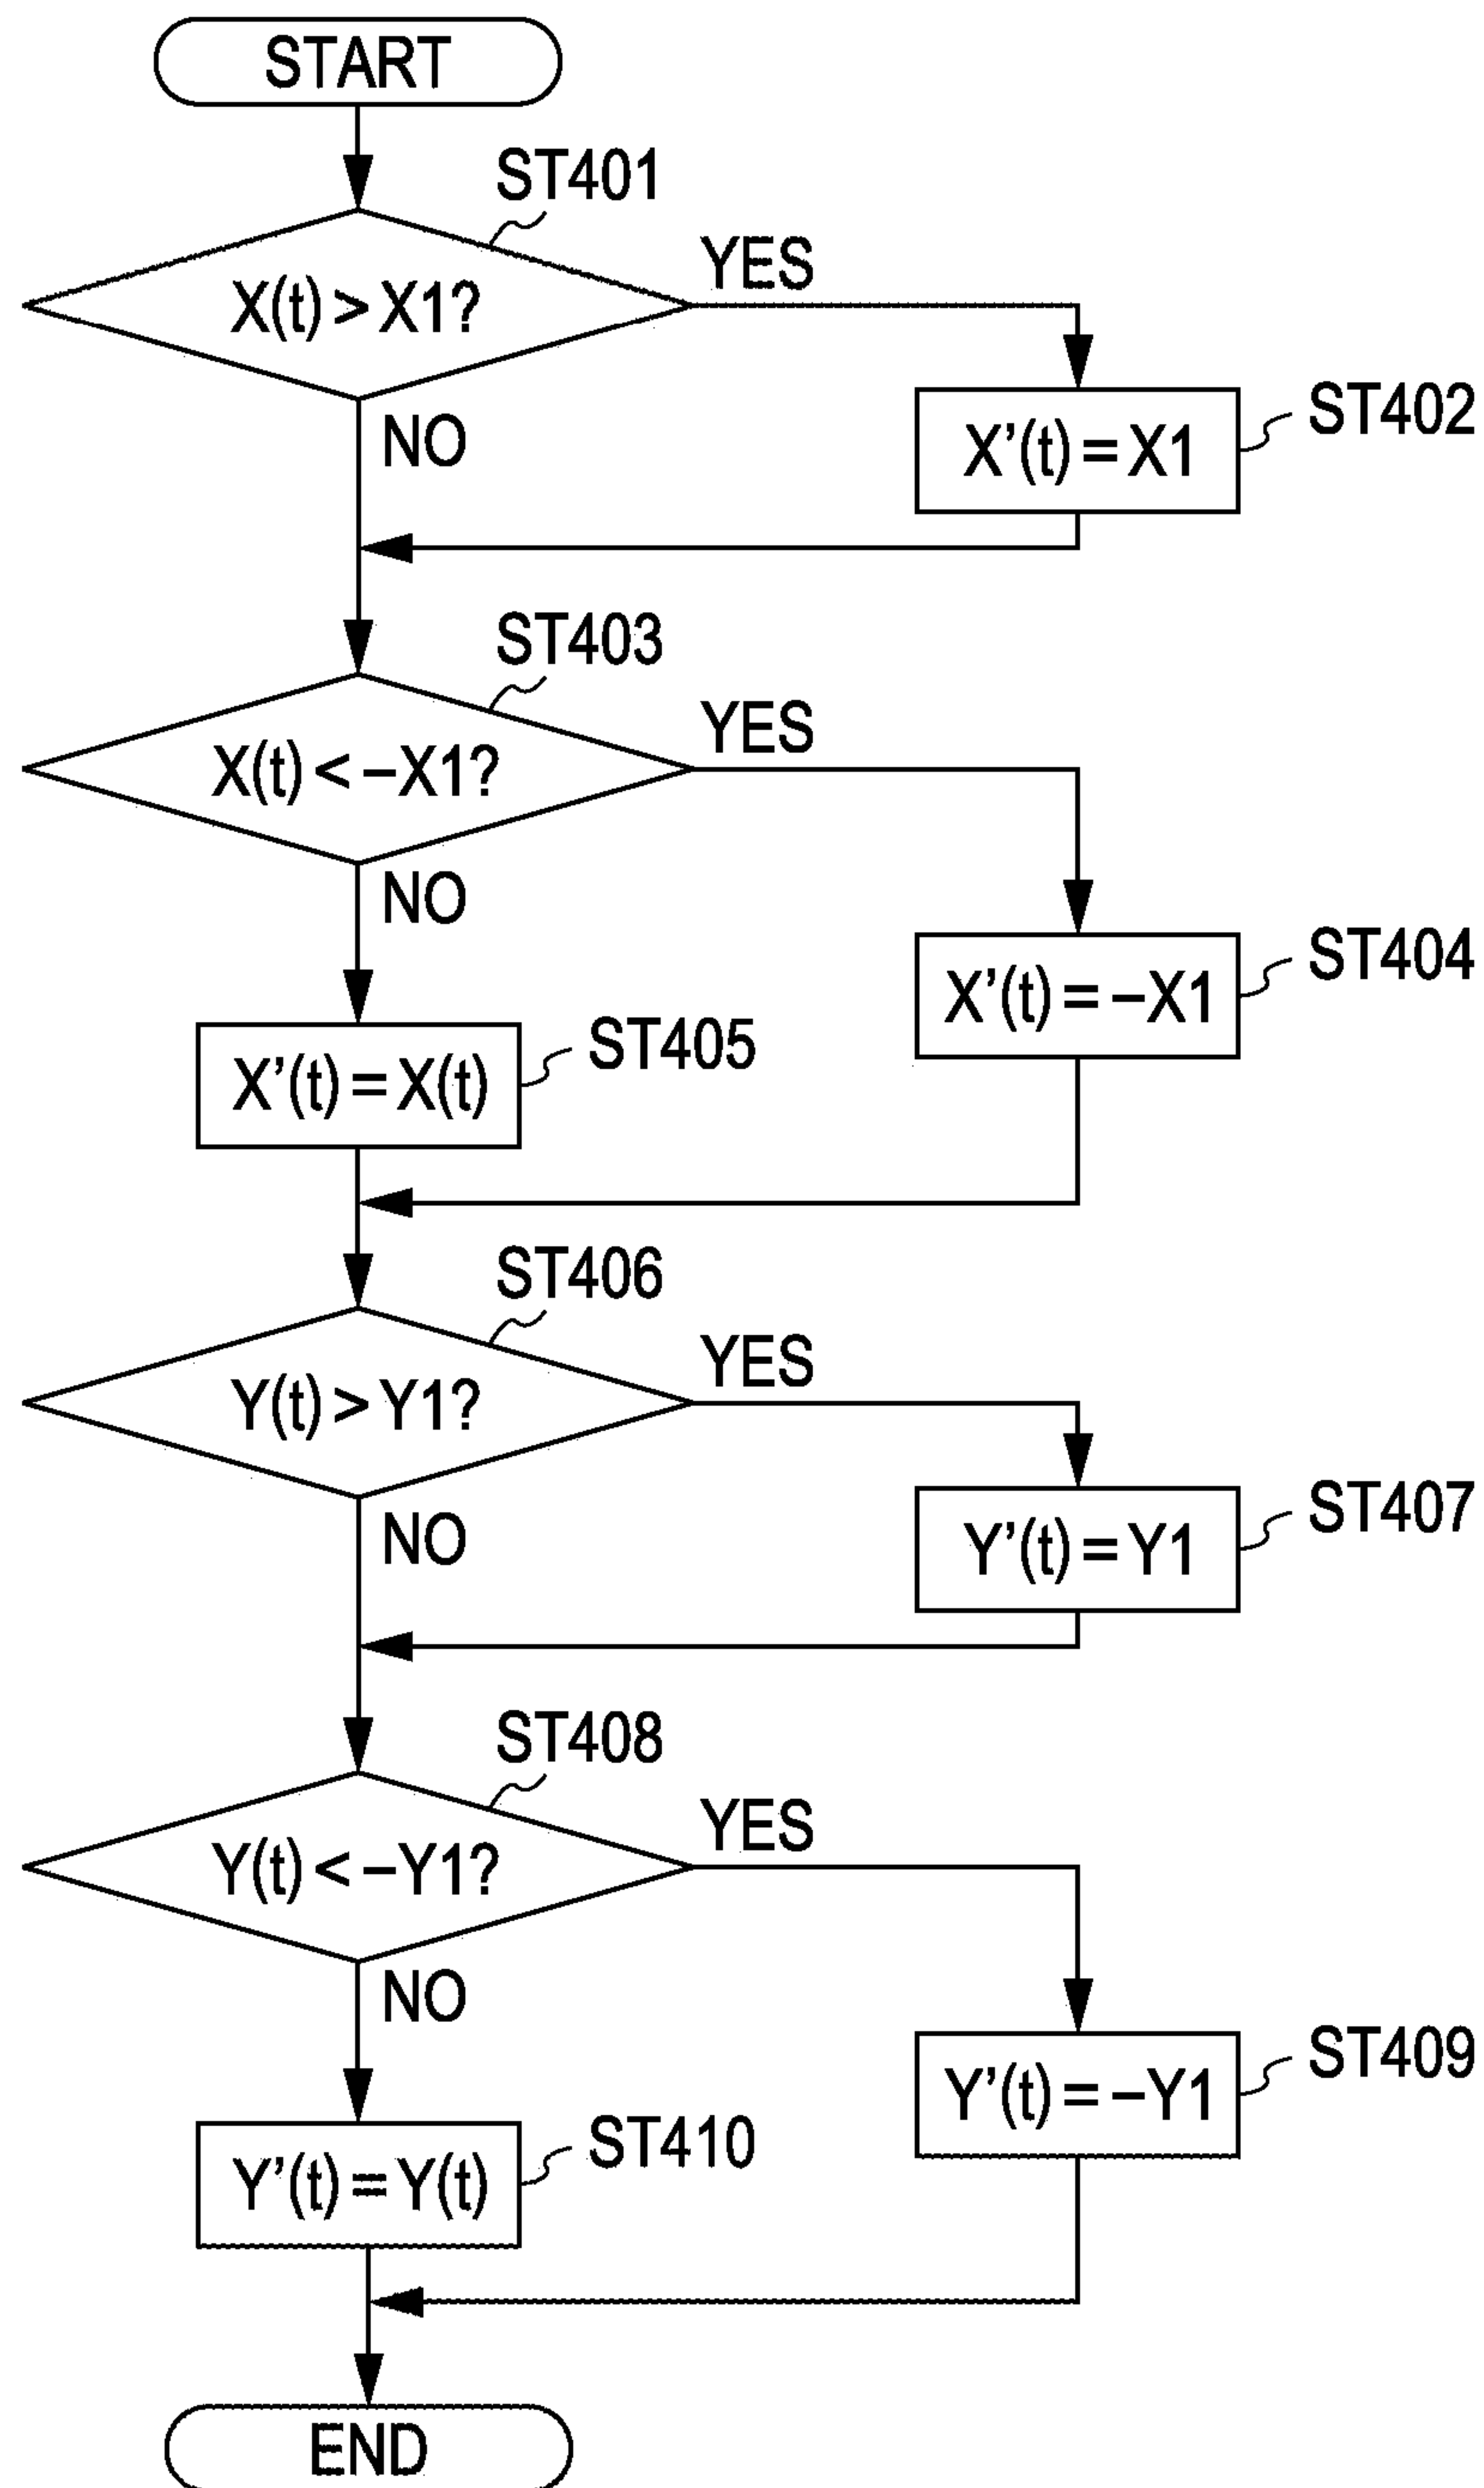 START
ST401
X(t) > X1?
YES
NO
X’(t) = X1
ST402
ST403
X(t) < –X1?
YES
NO
X’(t) = –X1
ST404
X’(t) = X(t)
ST405
ST406
Y(t) > Y1?
YES
NO
Y’(t) = Y1
ST407
ST408
Y(t) < –Y1?
YES
NO
Y’(t) = –Y1
ST409
Y’(t) = Y(t)
ST410
END